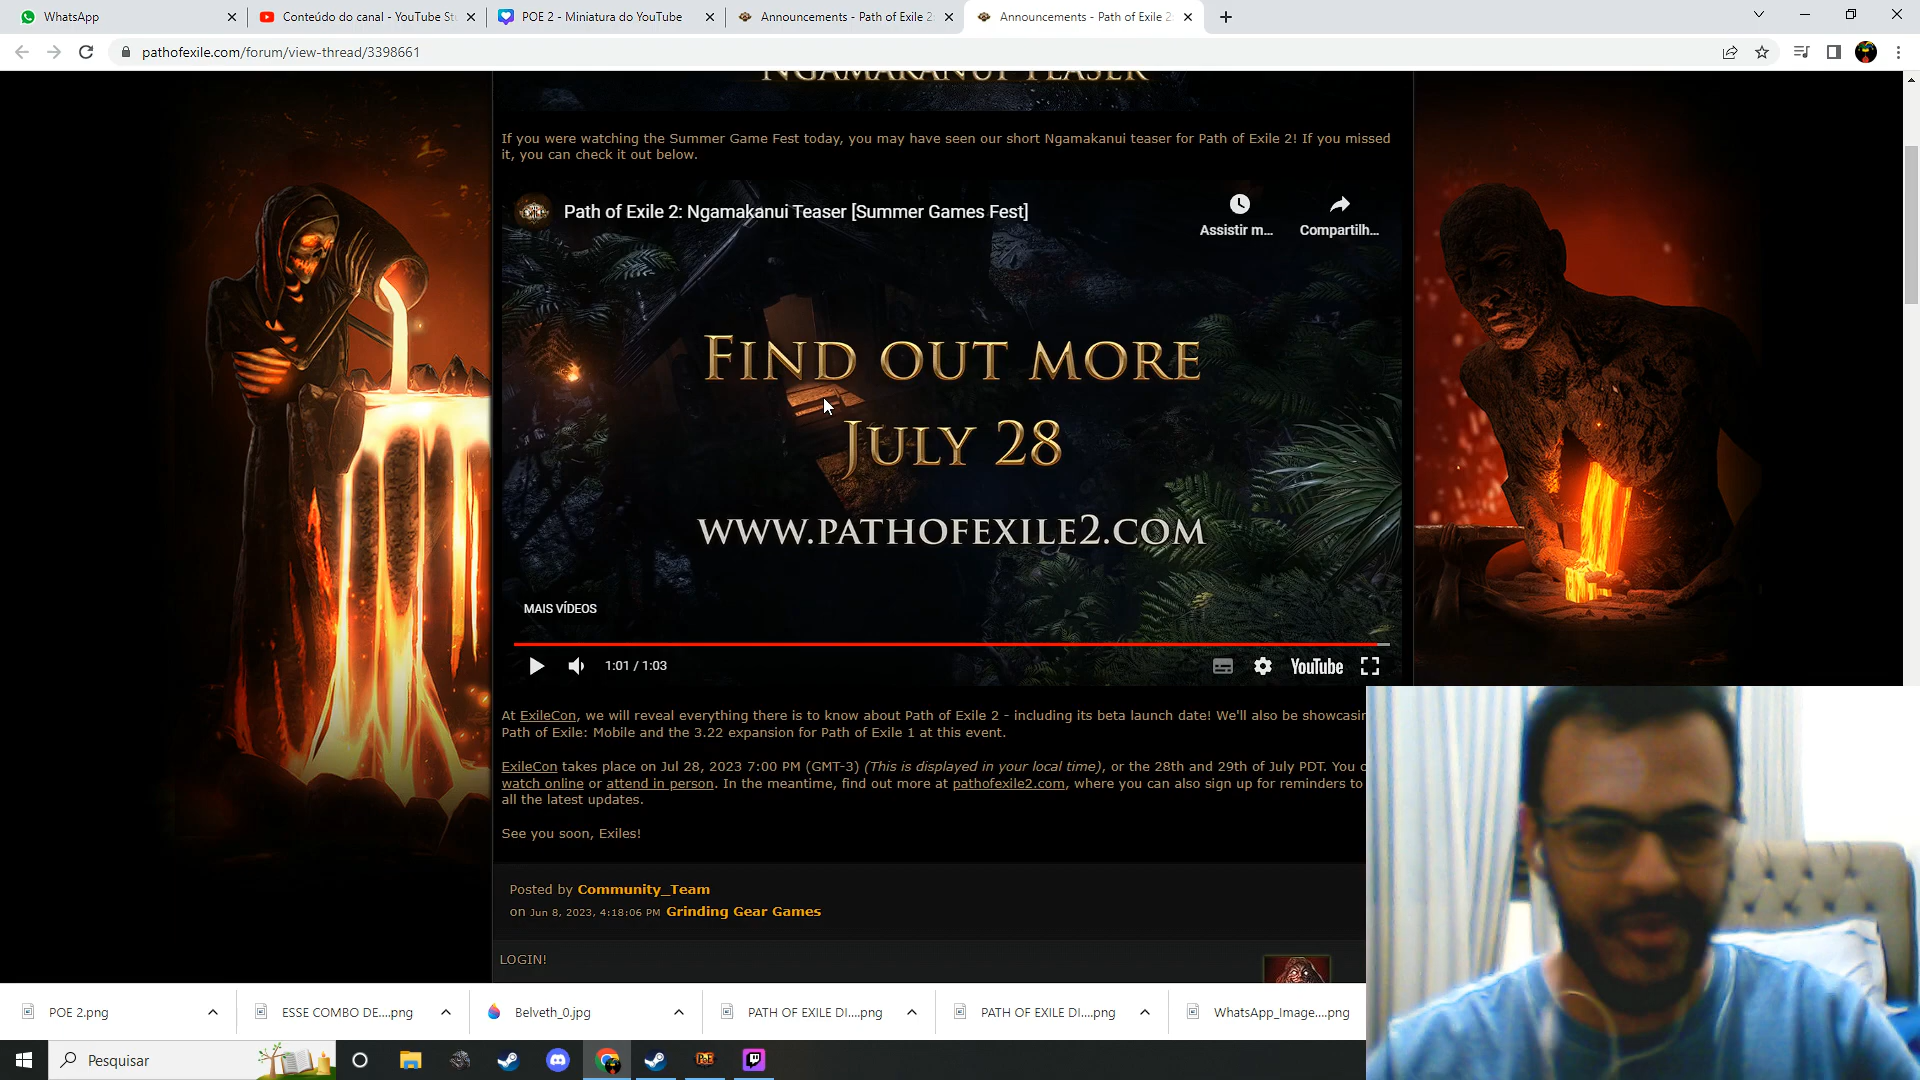 WhatsApp
Conteúdo do canal - YouTube St
POE 2 - Miniatura do YouTube
Announcements - Path of Exile 2
Announcements - Path of Exile 2
pathofexile.com/forum/view-thread/3398661
NGAMAKANUI TEASER
If you were watching the Summer Game Fest today, you may have seen our short Ngamakanui teaser for Path of Exile 2! If you missed
it, you can check it out below.
Path of Exile 2: Ngamakanui Teaser [Summer Games Fest]
Assistir m...
Compartilh...
FIND OUT MORE
JULY 28
WWW.PATHOFEXILE2.COM
MAIS VÍDEOS
1:01 / 1:03
YouTube
At ExileCon, we will reveal everything there is to know about Path of Exile 2 - including its beta launch date! We'll also be showcasin
Path of Exile: Mobile and the 3.22 expansion for Path of Exile 1 at this event.
ExileCon takes place on Jul 28, 2023 7:00 PM (GMT-3) (This is displayed in your local time), or the 28th and 29th of July PDT. You c
watch online or attend in person. In the meantime, find out more at pathofexile2.com, where you can also sign up for reminders to
all the latest updates.
See you soon, Exiles!
Posted by Community_Team
on Jun 8, 2023, 4:18:06 PM Grinding Gear Games
LOGIN!
POE 2.png
ESSE COMBO DE....png
Belveth_0.jpg
PATH OF EXILE DI....png
PATH OF EXILE DI....png
WhatsApp_Image....png
Pesquisar